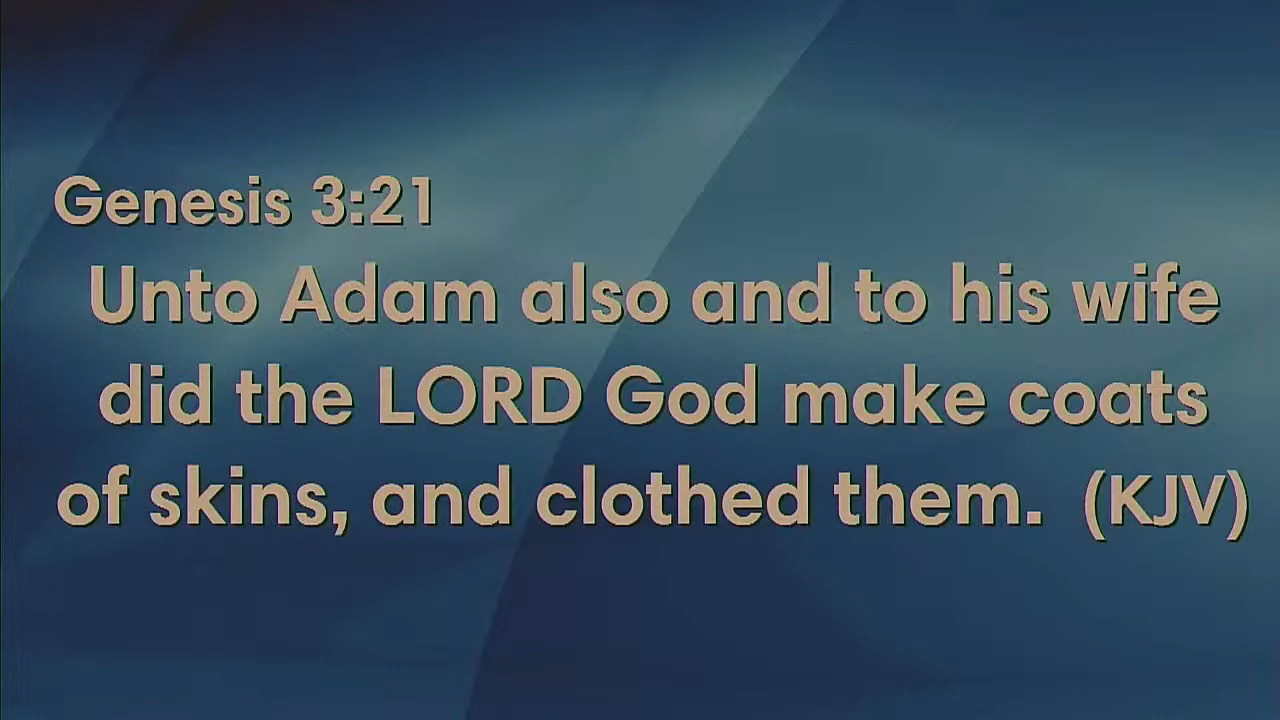 Genesis 3:21
Unto Adam also and to his wife
did the LORD God make coats
of skins, and clothed them. (KJV)